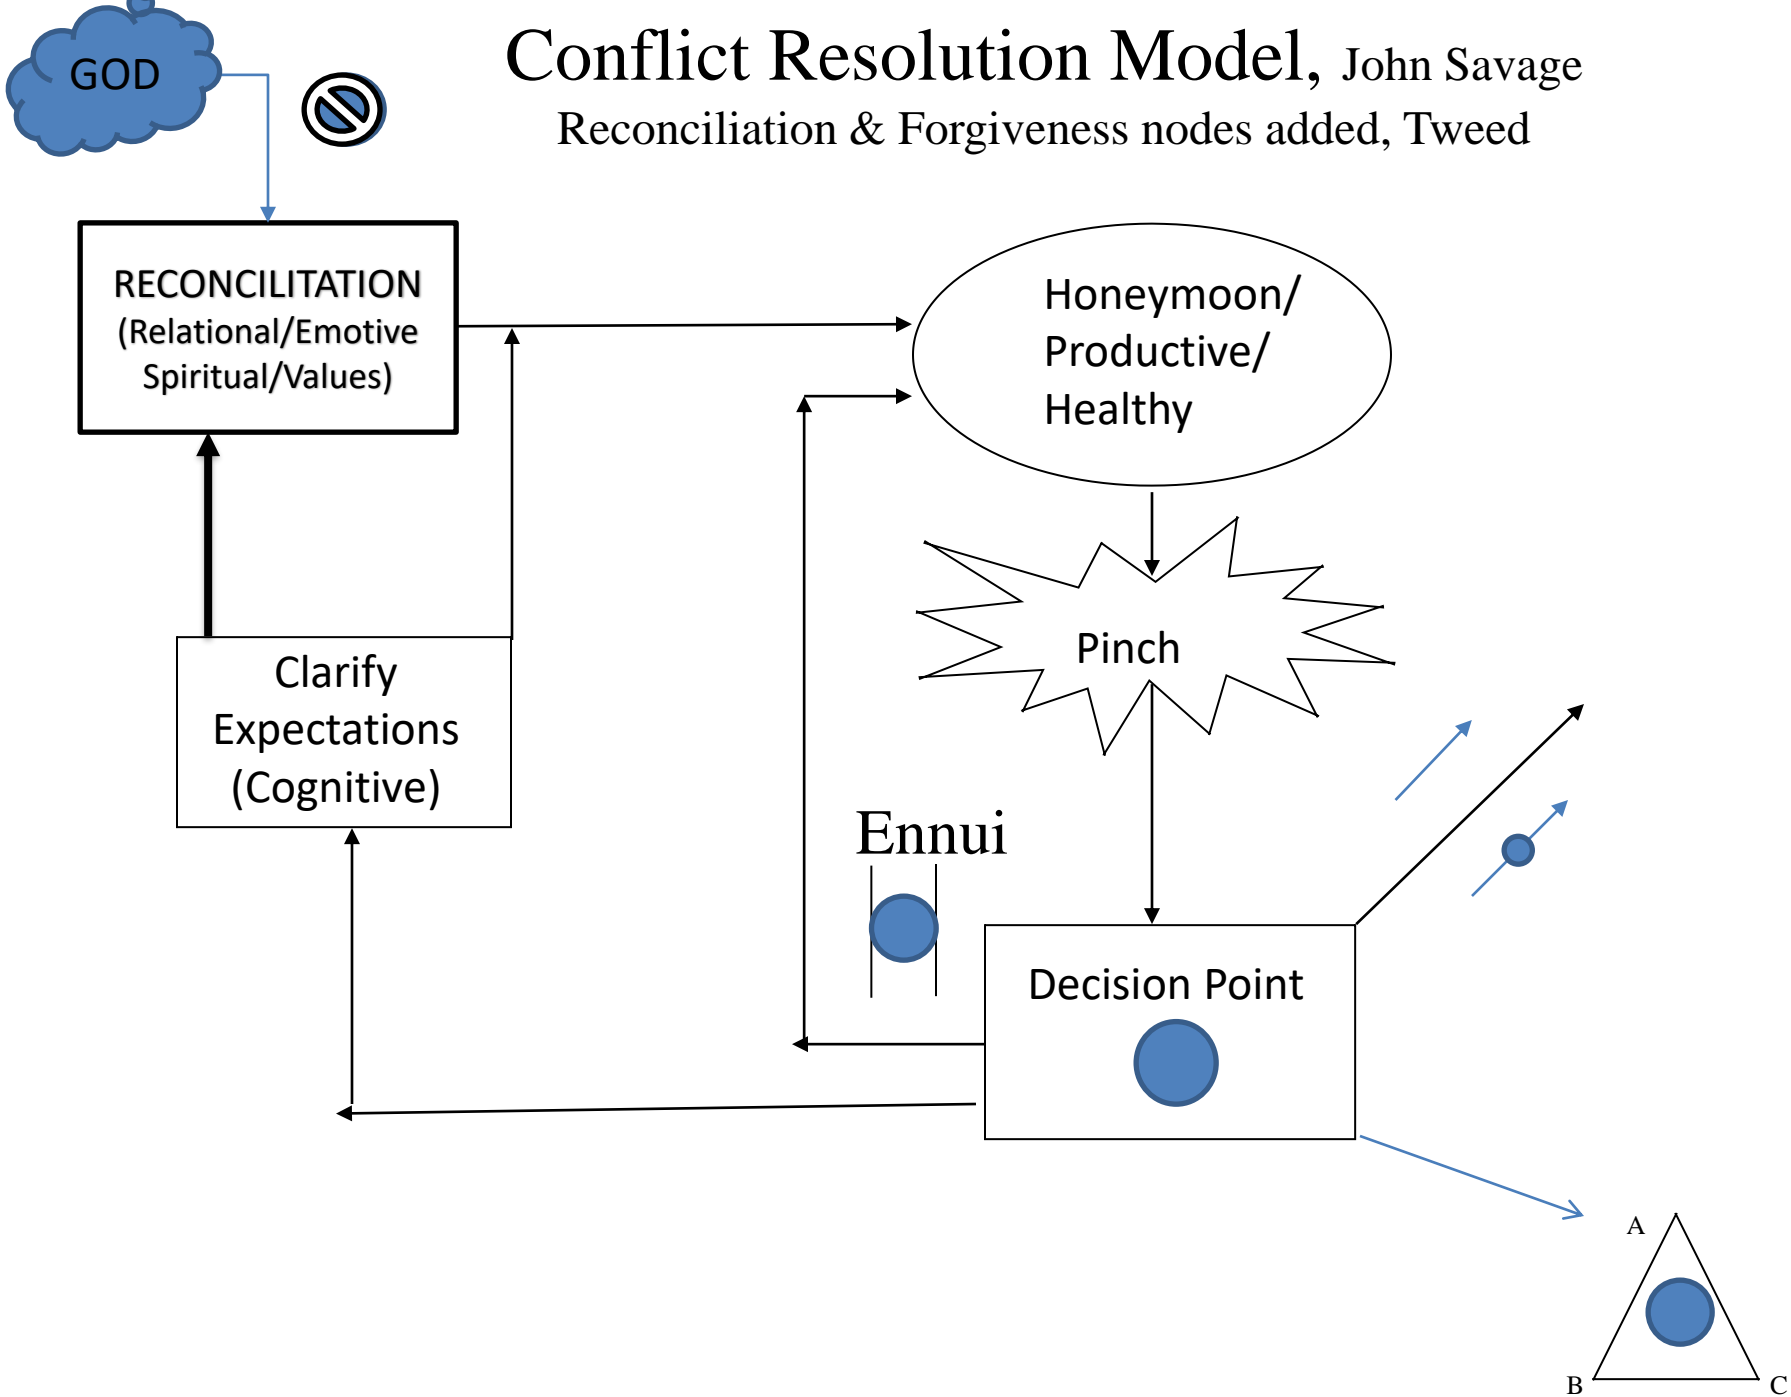 GOD
Conflict Resolution Model, John Savage
Reconciliation & Forgiveness nodes added, Tweed
RECONCILITATION
(Relational/Emotive
Spiritual/Values)
Honeymoon/
Productive/
Healthy
Pinch
Clarify
Expectations
(Cognitive)
Ennui
Decision Point
A
B
C